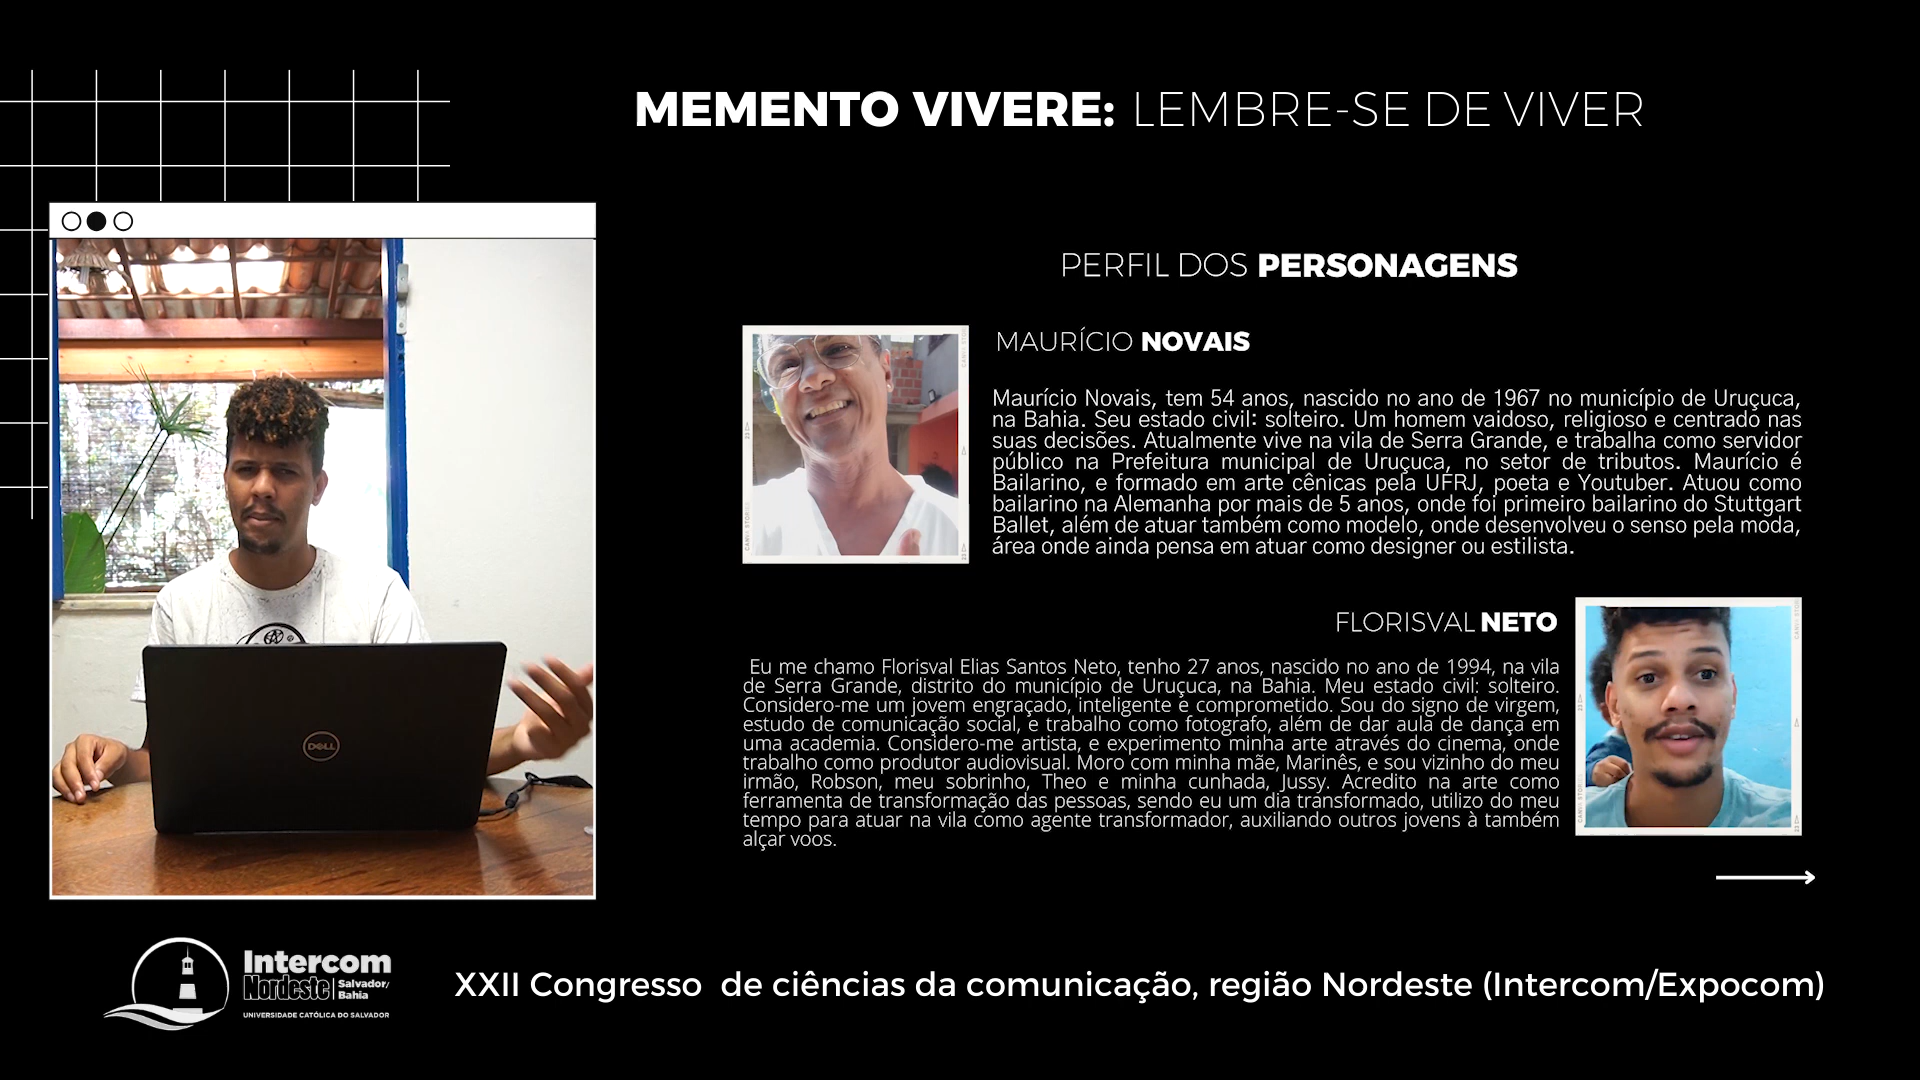 MEMENTO VIVERE: LEMBRE-SE DE VIVER
PERFIL DOS PERSONAGENS
MAURÍCIO NOVAIS
Maurício Novais, tem 54 anos, nascido no ano de 1967 no município de Uruçuca,
na Bahia. Seu estado civil: solteiro. Um homem vaidoso, religioso e centrado nas
suas decisões. Atualmente vive na vila de Serra Grande, e trabalha como servidor
público na Prefeitura municipal de Uruçuca, no setor de tributos. Maurício é
Bailarino, e formado em arte cênicas pela UFRJ, poeta e Youtuber. Atuou como
bailarino na Alemanha por mais de 5 anos, onde foi primeiro bailarino do Stuttgart
Ballet, além de atuar também como modelo, onde desenvolveu o senso pela moda,
área onde ainda pensa em atuar como designer ou estilista.
FLORISVAL NETO
Eu me chamo Florisval Elias Santos Neto, tenho 27 anos, nascido no ano de 1994, na vila
de Serra Grande, distrito do município de Uruçuca, na Bahia. Meu estado civil: solteiro.
Considero-me um jovem engraçado, inteligente e comprometido. Sou do signo de virgem,
estudo de comunicação social, e trabalho como fotografo, além de dar aula de dança em
uma academia. Considero-me artista, e experimento minha arte através do cinema, onde
trabalho como produtor audiovisual. Moro com minha mãe, Marinês, e sou vizinho do meu
irmão, Robson, meu sobrinho, Theo e minha cunhada, Jussy. Acredito na arte como
ferramenta de transformação das pessoas, sendo eu um dia transformado, utilizo do meu
tempo para atuar na vila como agente transformador, auxiliando outros jovens à também
alçar voos.
DELL
Intercom
Nordeste Salvador/
Bahia
UNIVERSIDADE CATÓLICA DO SALVADOR
XXII Congresso de ciências da comunicação, região Nordeste (Intercom/Expocom)